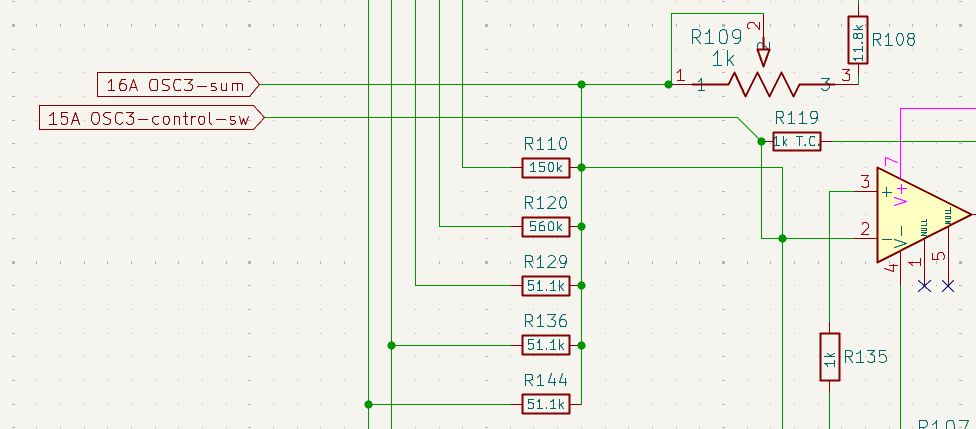 2
R109
1k
11.8k
R108
16A OSC3-sum
1
1
3
3
15A OSC3-control-sw
R119
1k T.C.
R110
150k
7
3
+
V+
R120
560k
2
-
V-
NULL
NULL
4
1
5
R129
51.1k
R136
51.1k
1k
R135
R144
51.1k
R107